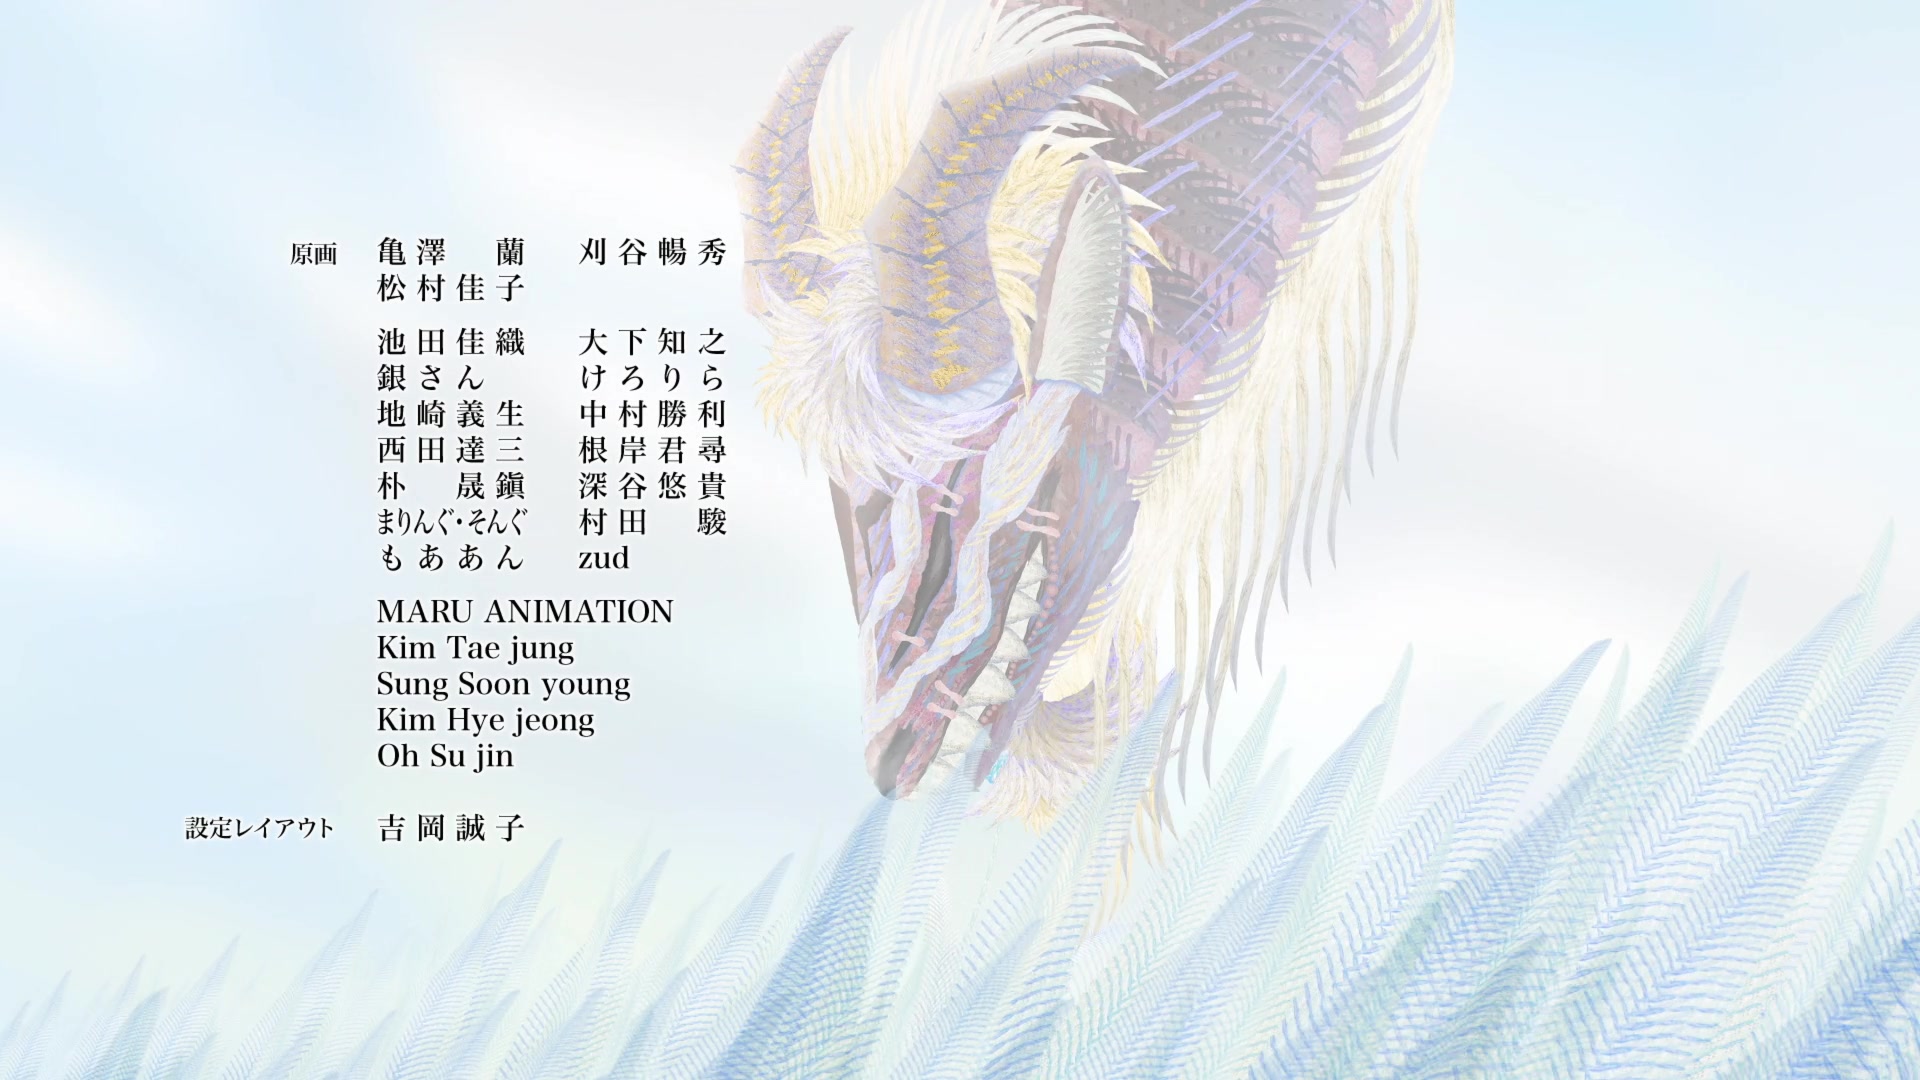 原画 亀澤 蘭 刈谷暢秀
松村佳子
池田佳織 大下知之
銀さん けろりら
地崎義生 中村勝利
西田達三 根岸君尋
朴 晟鎭 深谷悠貴
まりんぐ・そんぐ 村田 駿
もああん zud
MARU ANIMATION
Kim Tae jung
Sung Soon young
Kim Hye jeong
Oh Su jin
設定レイアウト 吉岡誠子